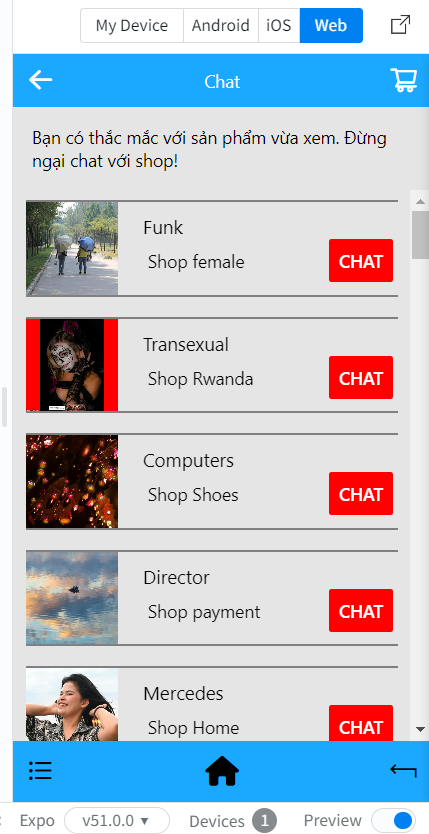 My Device Android iOS Web
Chat
Bạn có thắc mắc với sản phẩm vừa xem. Đừng
ngại chat với shop!
Funk
Shop female
CHAT
Transexual
Shop Rwanda
CHAT
Computers
Shop Shoes
CHAT
Director
Shop payment
CHAT
Mercedes
Shop Home
CHAT
Expo v51.0.0 Devices 1 Preview